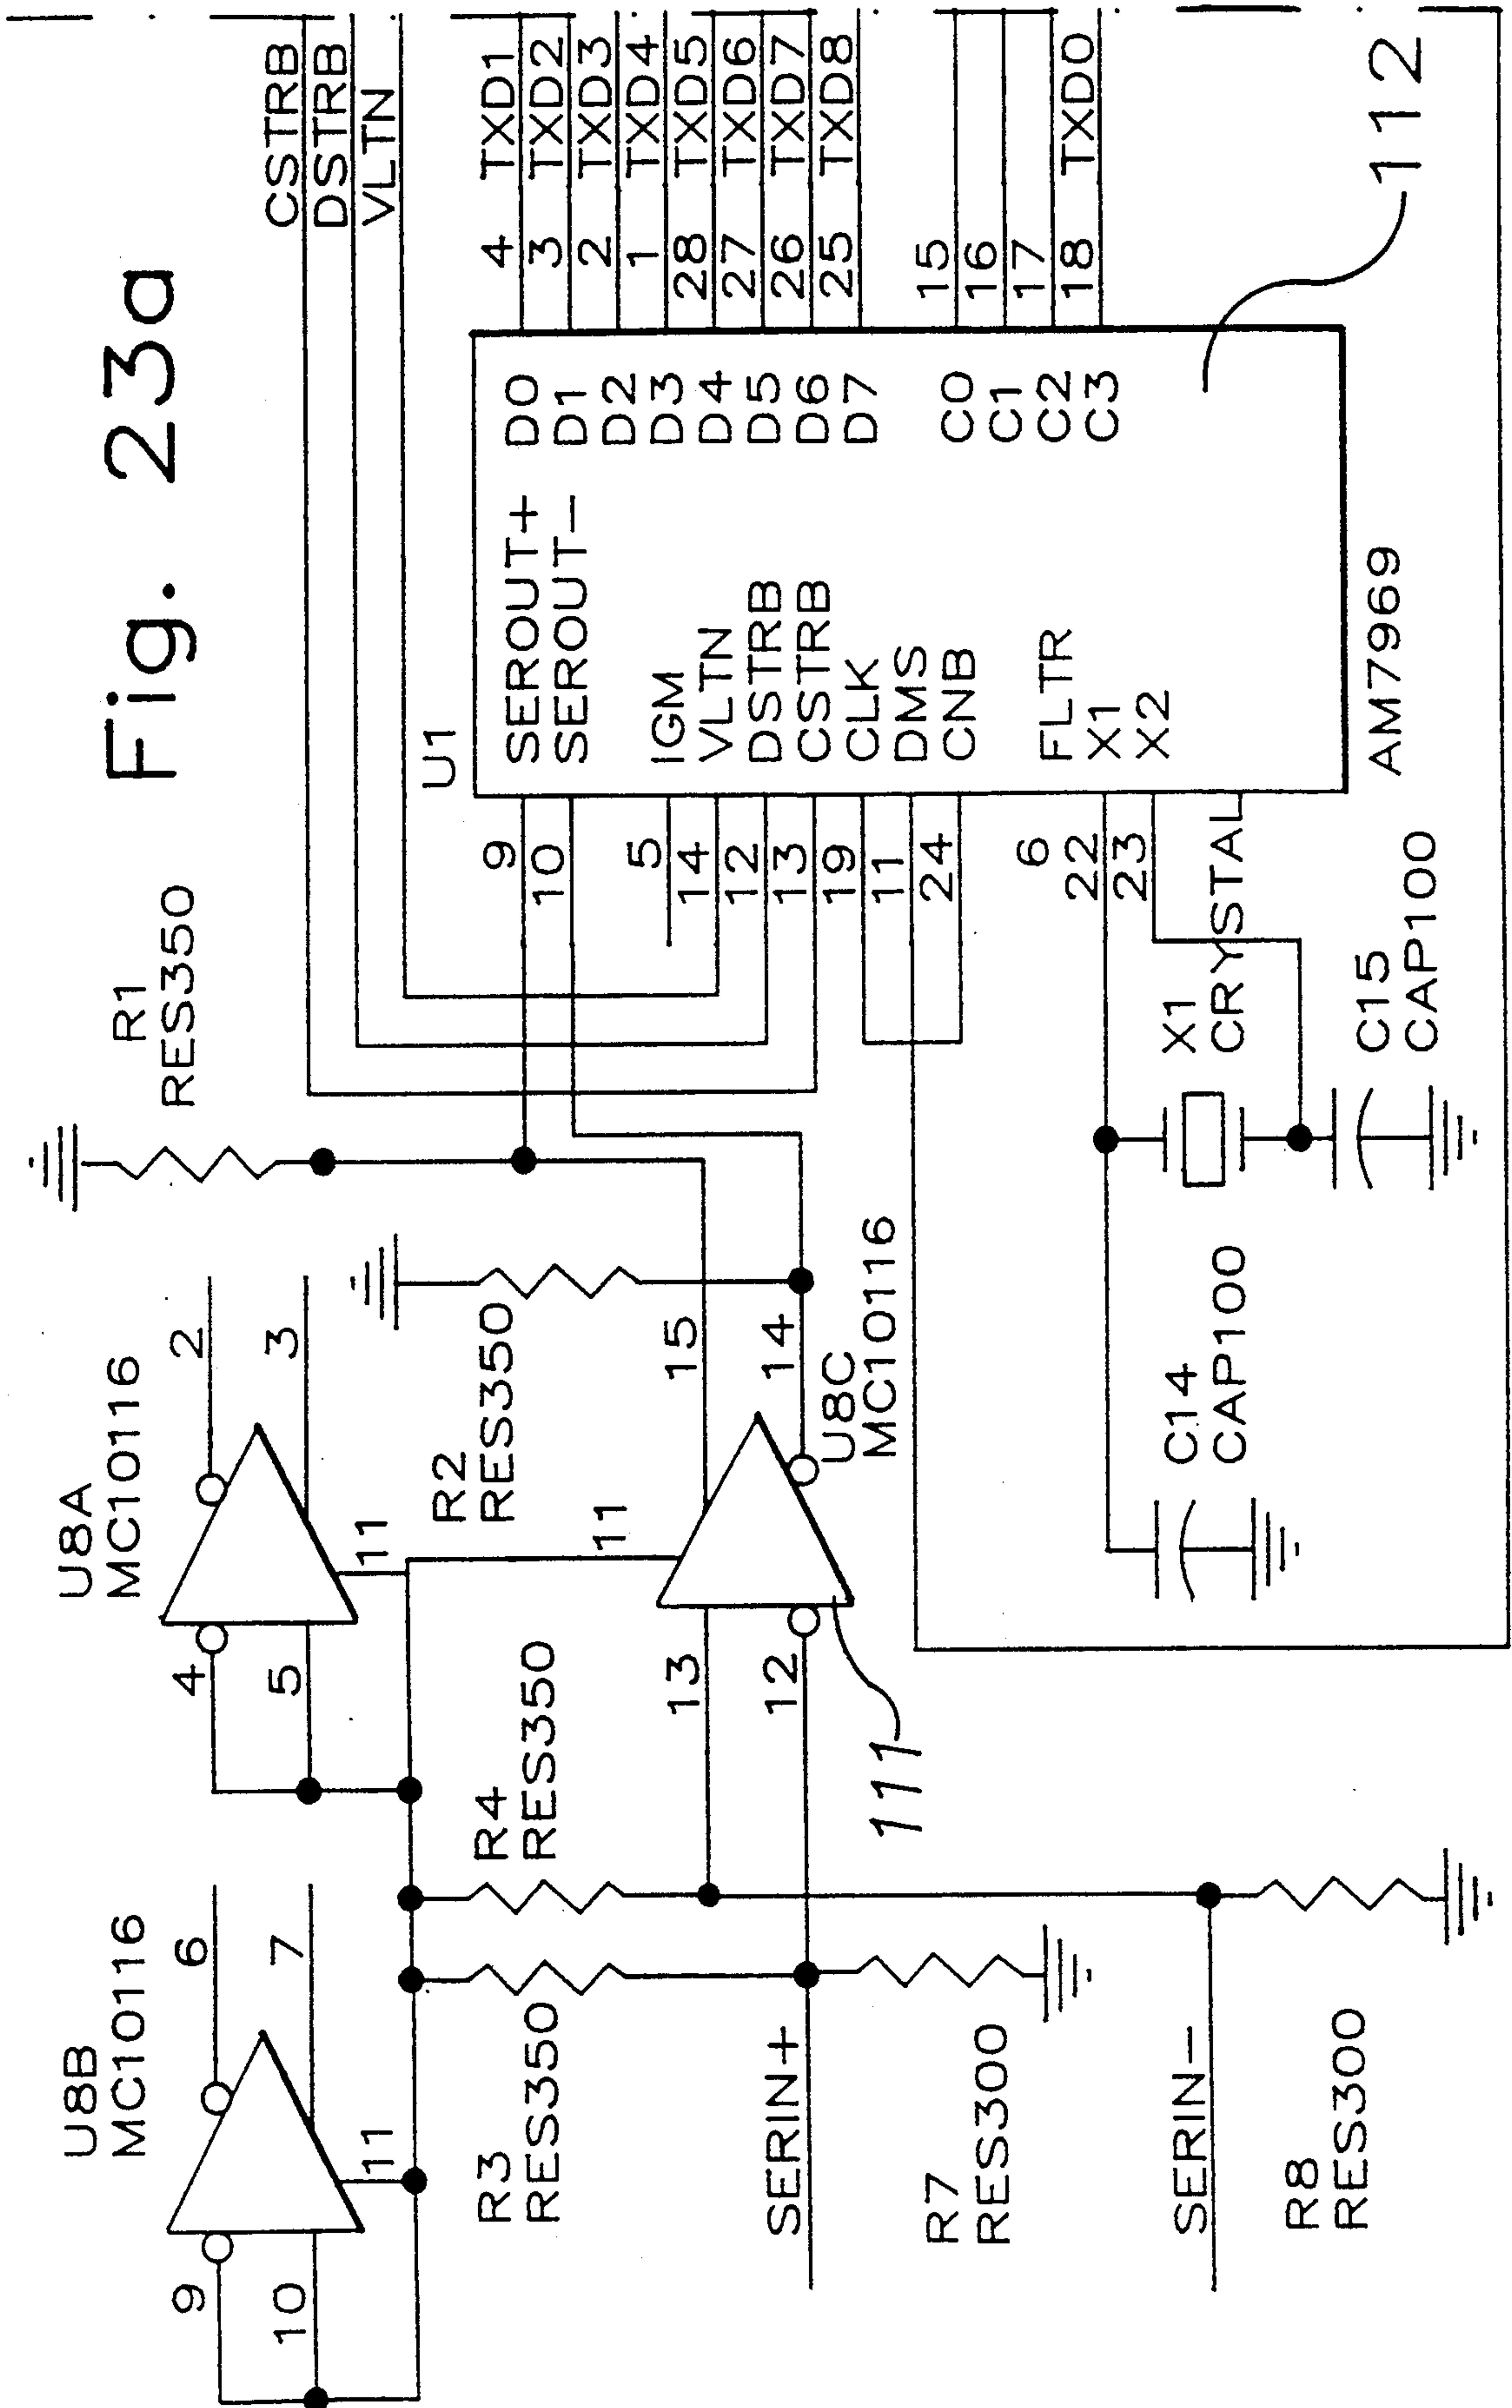 Fig. 23a
CSTRB
DSTRB
VLTN
U8B
MC10116
9
10
6
7
11
U8A
MC10116
4
5
2
3
11
R1
RES350
R2
RES350
R3
RES350
R4
RES350
11
13
12
15
14
U8C
MC10116
111
SERIN+
R7
RES300
SERIN-
R8
RES300
U1
9 SEROUT+
10 SEROUT-
5 IGM
14 VLTN
12 DSTRB
13 CSTRB
19 CLK
11 DMS
24 CNB
6 FLTR
22 X1
23 X2
D0 4 TXD1
D1 3 TXD2
D2 2 TXD3
D3 1 TXD4
D4 28 TXD5
D5 27 TXD6
D6 26 TXD7
D7 25 TXD8
C0 15
C1 16
C2 17
C3 18 TXD0
AM7969
112
X1
CRYSTAL
C14
CAP100
C15
CAP100